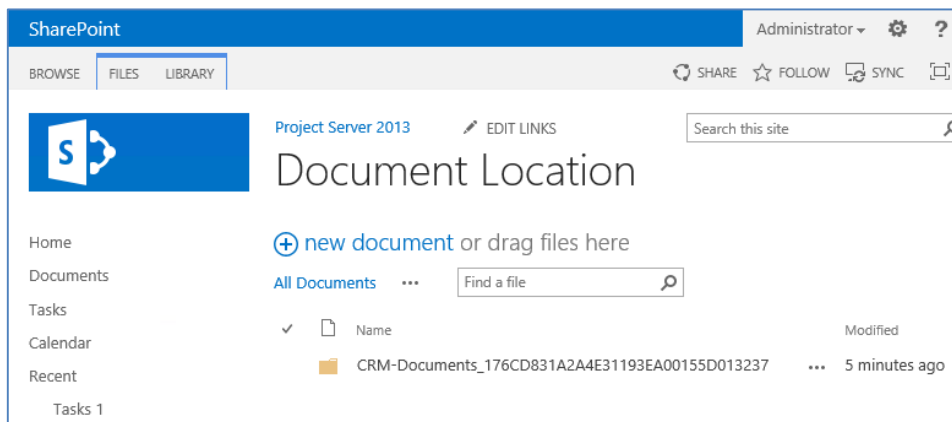 SharePoint
Administrator
?
BROWSE FILES LIBRARY
SHARE FOLLOW SYNC
S
Project Server 2013 EDIT LINKS
Search this site
Document Location
Home
Documents
Tasks
Calendar
Recent
Tasks 1
new document or drag files here
All Documents ... Find a file
Name Modified
CRM-Documents_176CD831A2A4E31193EA00155D013237 ... 5 minutes ago